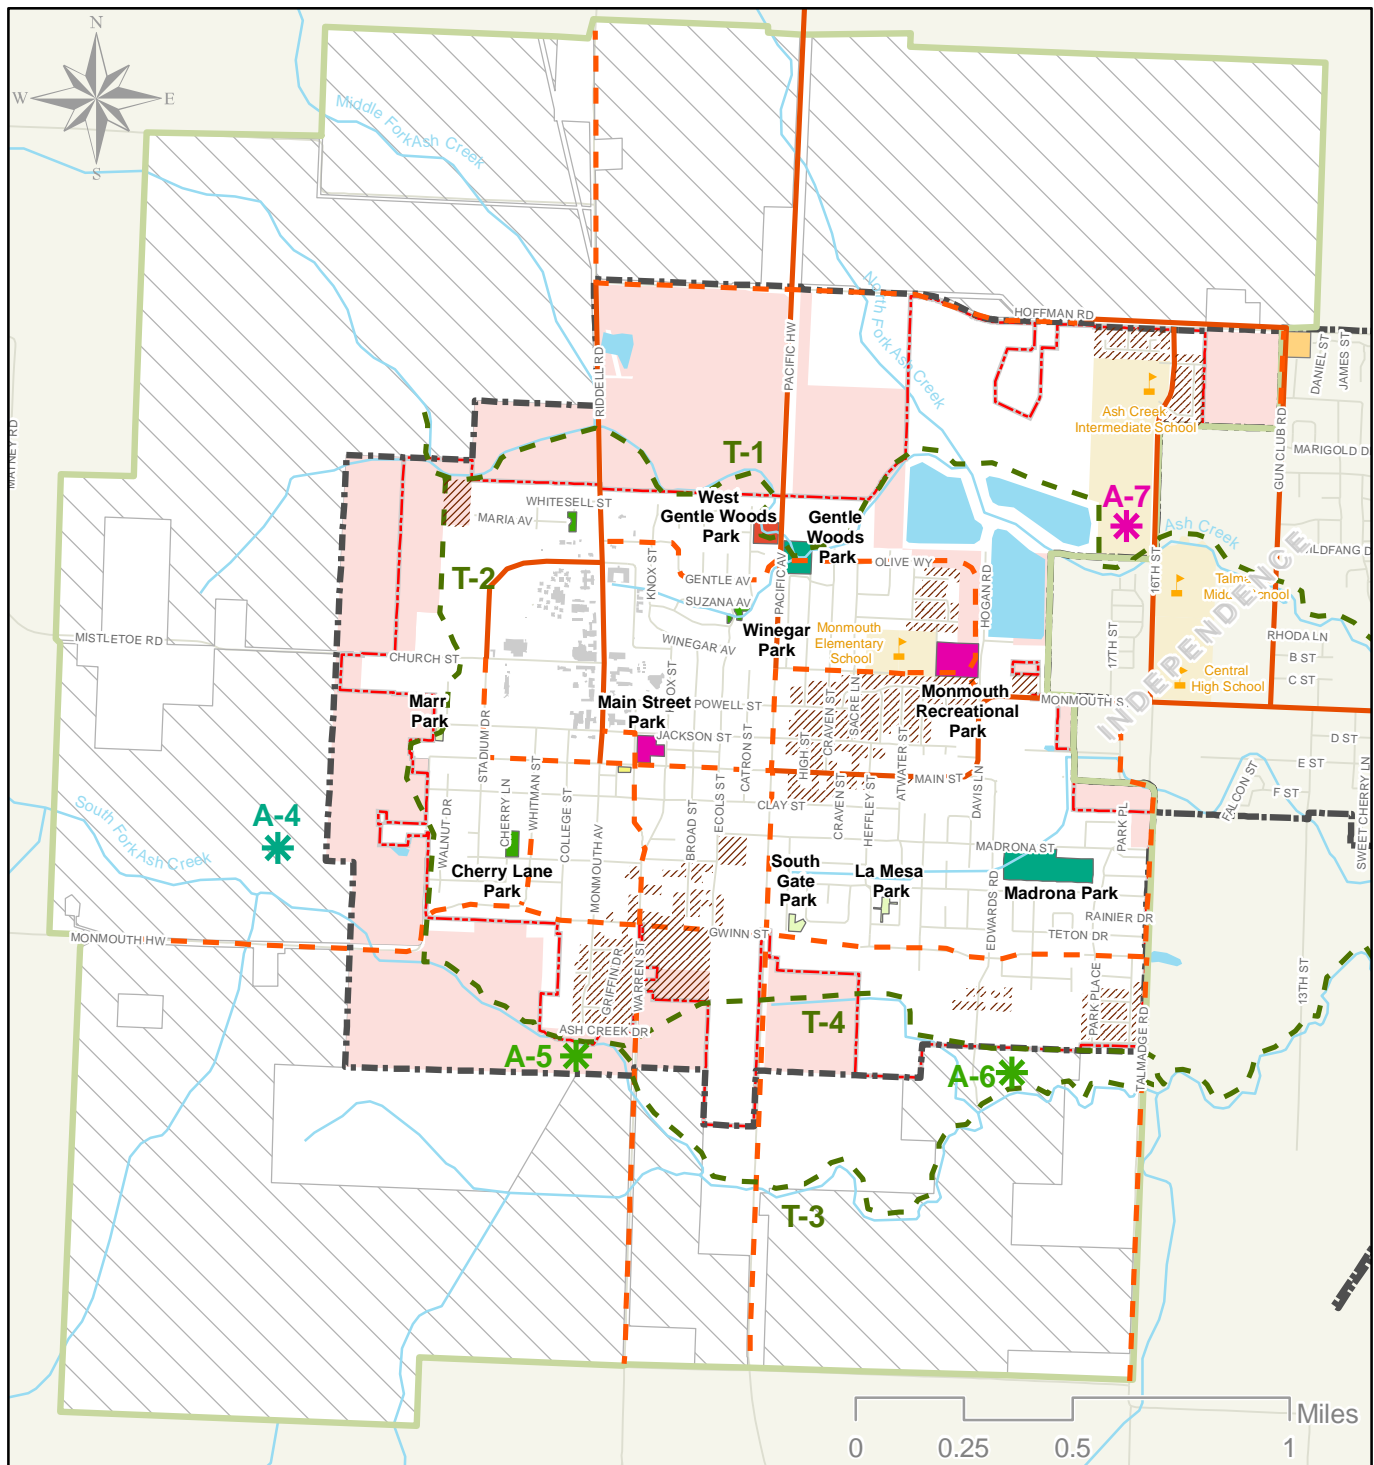 N
W
E
S
Middle Fork Ash Creek
North Fork Ash Creek
HOFFMAN RD
DANIEL ST
JAMES ST
RIDDELL RD
PACIFIC HW
Ash Creek
Intermediate School
GUN CLUB RD
MARIGOLD D
MATNEY RD
T-1
A-7
WHITESELL ST
MARIA AV
West
Gentle Woods
Park
Gentle
Woods
Park
Ash Creek
16TH ST
INDEPENDENCE
ILDFANG D
T-2
KNOX ST
GENTLE AV
SUZANA AV
PACIFIC AV
OLIVE WY
HOGAN RD
Talma
Middle School
MISTLETOE RD
CHURCH ST
WINEGAR AV
Winegar
Park
Monmouth
Elementary
School
17TH ST
RHODA LN
B ST
C ST
Central
High School
Marr
Park
STADIUM DR
Main Street
Park
OX ST
POWELL ST
JACKSON ST
CATRON ST
HIGH ST
CRAVEN ST
SACRE LN
ATWATER ST
Monmouth
Recreational
Park
MONMOUTH S
D ST
E ST
F ST
FALCON ST
SWEET CHERRY LN
MAIN ST
DAVIS LN
South Fork Ash Creek
A-4
WALNUT DR
CHERRY LN
WHITMAN ST
COLLEGE ST
MONMOUTH AV
BROAD ST
ECOLS ST
CLAY ST
CRAVEN ST
HEFFLEY ST
PARK PL
MADRONA ST
Cherry Lane
Park
South
Gate
Park
La Mesa
Park
Madrona Park
EDWARDS RD
RAINIER DR
TETON DR
MONMOUTH HW
GWINN ST
GRIFFIN DR
WARREN ST
PARK PLACE
13TH ST
ASH CREEK DR
T-4
A-5
A-6
TALMADGE RD
T-3
Miles
0
0.25
0.5
1